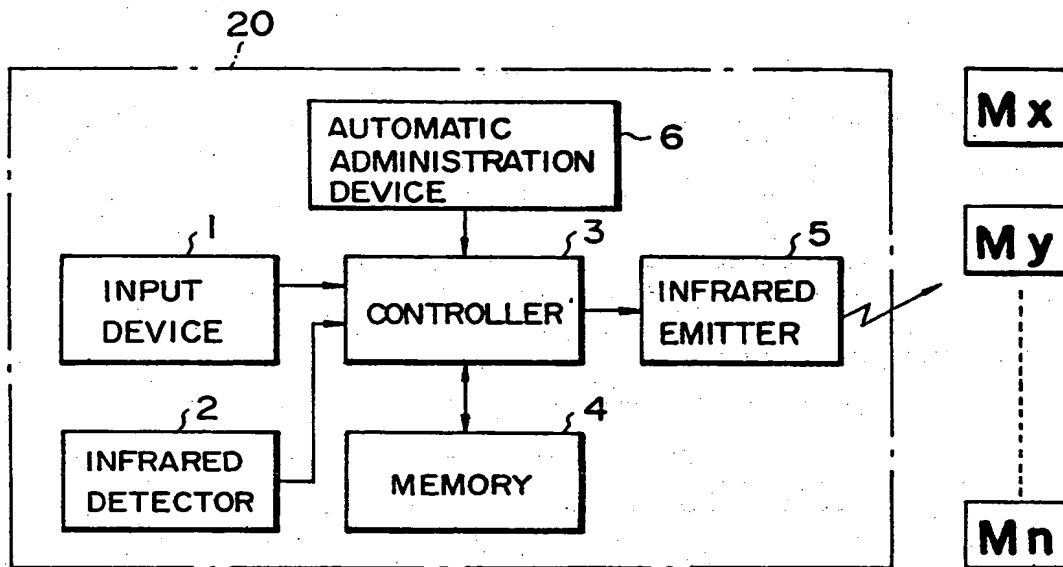 20
AUTOMATIC
ADMINISTRATION
DEVICE
6
1
INPUT
DEVICE
3
CONTROLLER
5
INFRARED
EMITTER
2
INFRARED
DETECTOR
4
MEMORY
Mx
My
Mn